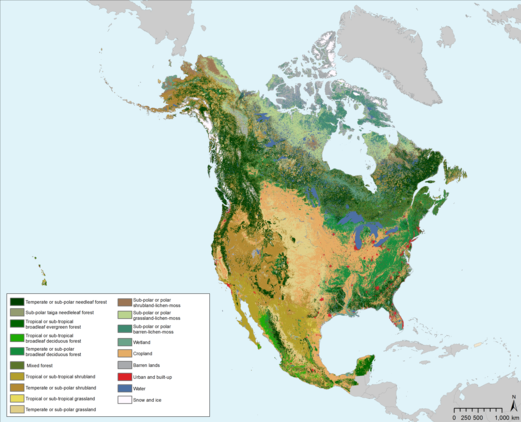 Temperate or sub-polar needleleaf forest
Sub-polar taiga needleleaf forest
Tropical or sub-tropical
broadleaf evergreen forest
Tropical or sub-tropical
broadleaf deciduous forest
Temperate or sub-polar
broadleaf deciduous forest
Mixed forest
Tropical or sub-tropical shrubland
Temperate or sub-polar shrubland
Tropical or sub-tropical grassland
Temperate or sub-polar grassland
Sub-polar or polar
shrubland-lichen-moss
Sub-polar or polar
grassland-lichen-moss
Sub-polar or polar
barren-lichen-moss
Wetland
Cropland
Barren lands
Urban and built-up
Water
Snow and ice
N
0 250 500 1,000 km